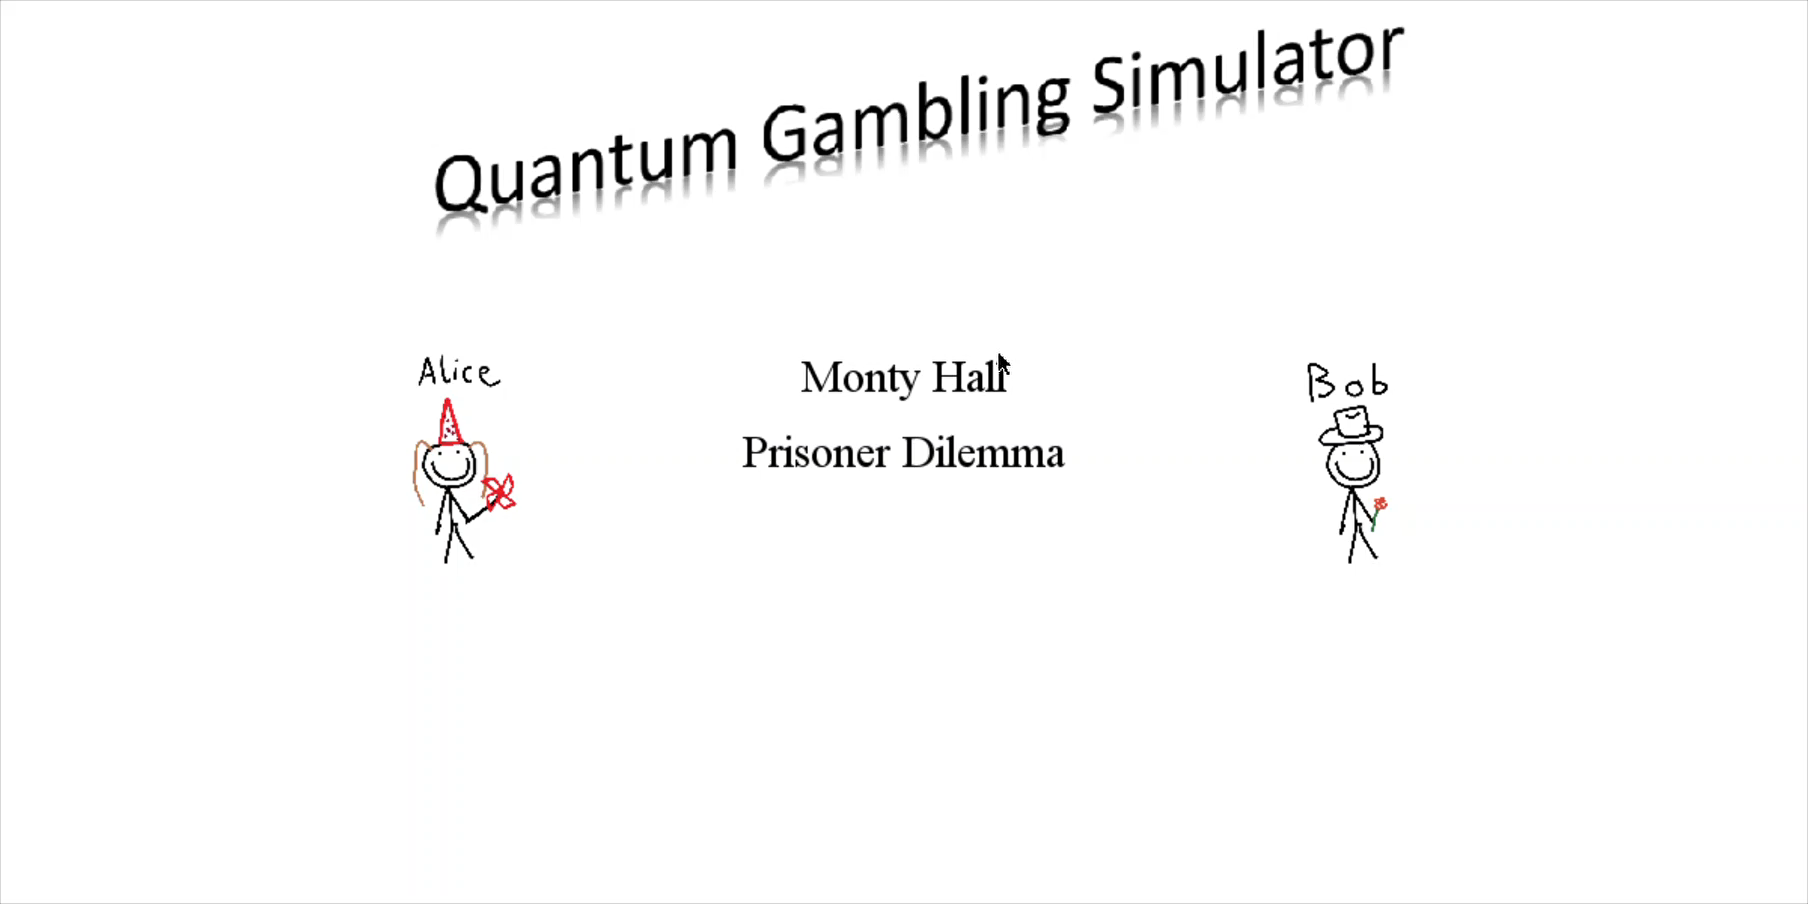 Quantum Gambling Simulator
Alice
Monty Hall
Bob
Prisoner Dilemma